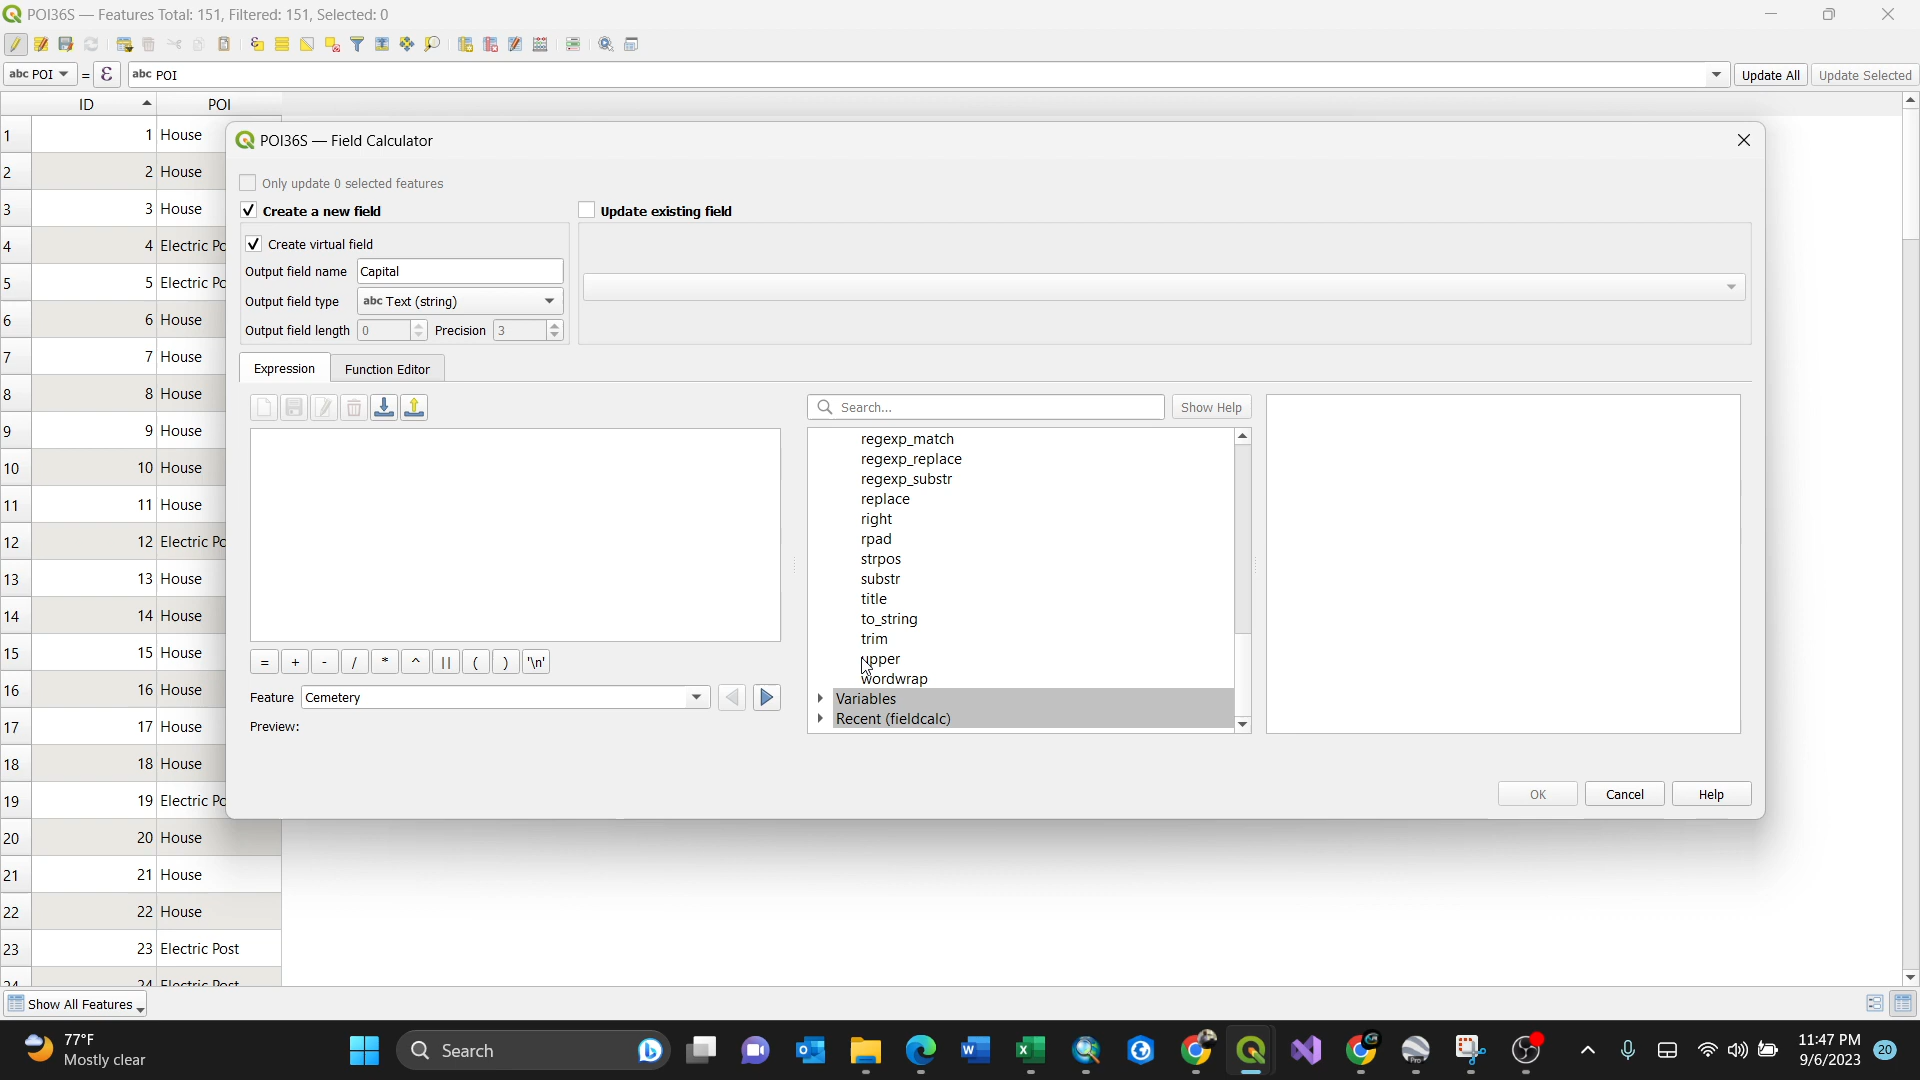 POI36S — Features Total: 151, Filtered: 151, Selected: 0
abc POI = ε abc POI Update All Update Selected
ID POI
1 1 House
2 2 House
3 3 House
4 4 Electric Po
5 5 Electric Po
6 6 House
7 7 House
8 8 House
9 9 House
10 10 House
11 11 House
12 12 Electric Po
13 13 House
14 14 House
15 15 House
16 16 House
17 17 House
18 18 House
19 19 Electric Po
20 20 House
21 21 House
22 22 House
23 23 Electric Post
24 24 Electric Post
POI36S — Field Calculator
Only update 0 selected features
Create a new field
Update existing field
Create virtual field
Output field name Capital
Output field type abc Text (string)
Output field length 0 Precision 3
Expression Function Editor
Search... Show Help
regexp_match
regexp_replace
regexp_substr
replace
right
rpad
strpos
substr
title
to_string
trim
upper
wordwrap
Variables
Recent (fieldcalc)
= + - / * ^ || ( ) '\n'
Feature Cemetery
Preview:
OK Cancel Help
Show All Features
77°F
Mostly clear
Search
11:47 PM
9/6/2023
20